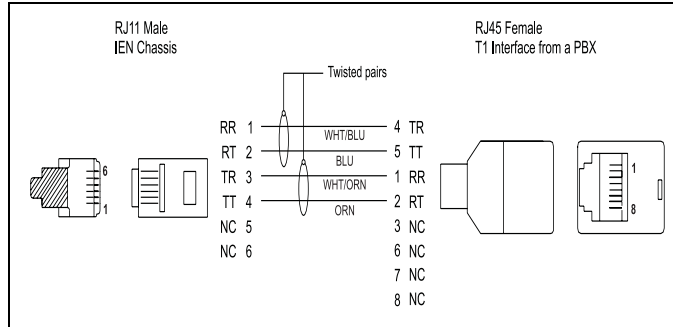 RJ11 Male
IEN Chassis
RJ45 Female
T1 Interface from a PBX
Twisted pairs
RR 1 WHT/BLU 4 TR
RT 2 BLU 5 TT
TR 3 WHT/ORN 1 RR
TT 4 ORN 2 RT
NC 5 3 NC
NC 6 6 NC
7 NC
8 NC
6
1
1
8